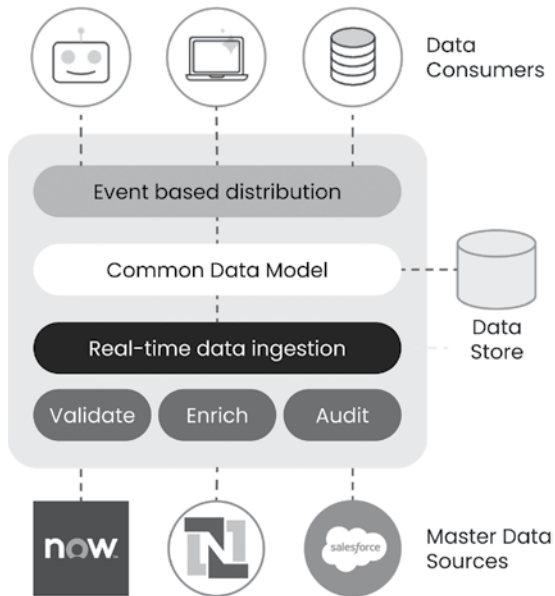 Data
Consumers
Event based distribution
Common Data Model
Real-time data ingestion
Data
Store
Validate
Enrich
Audit
now
N
salesforce
Master Data
Sources